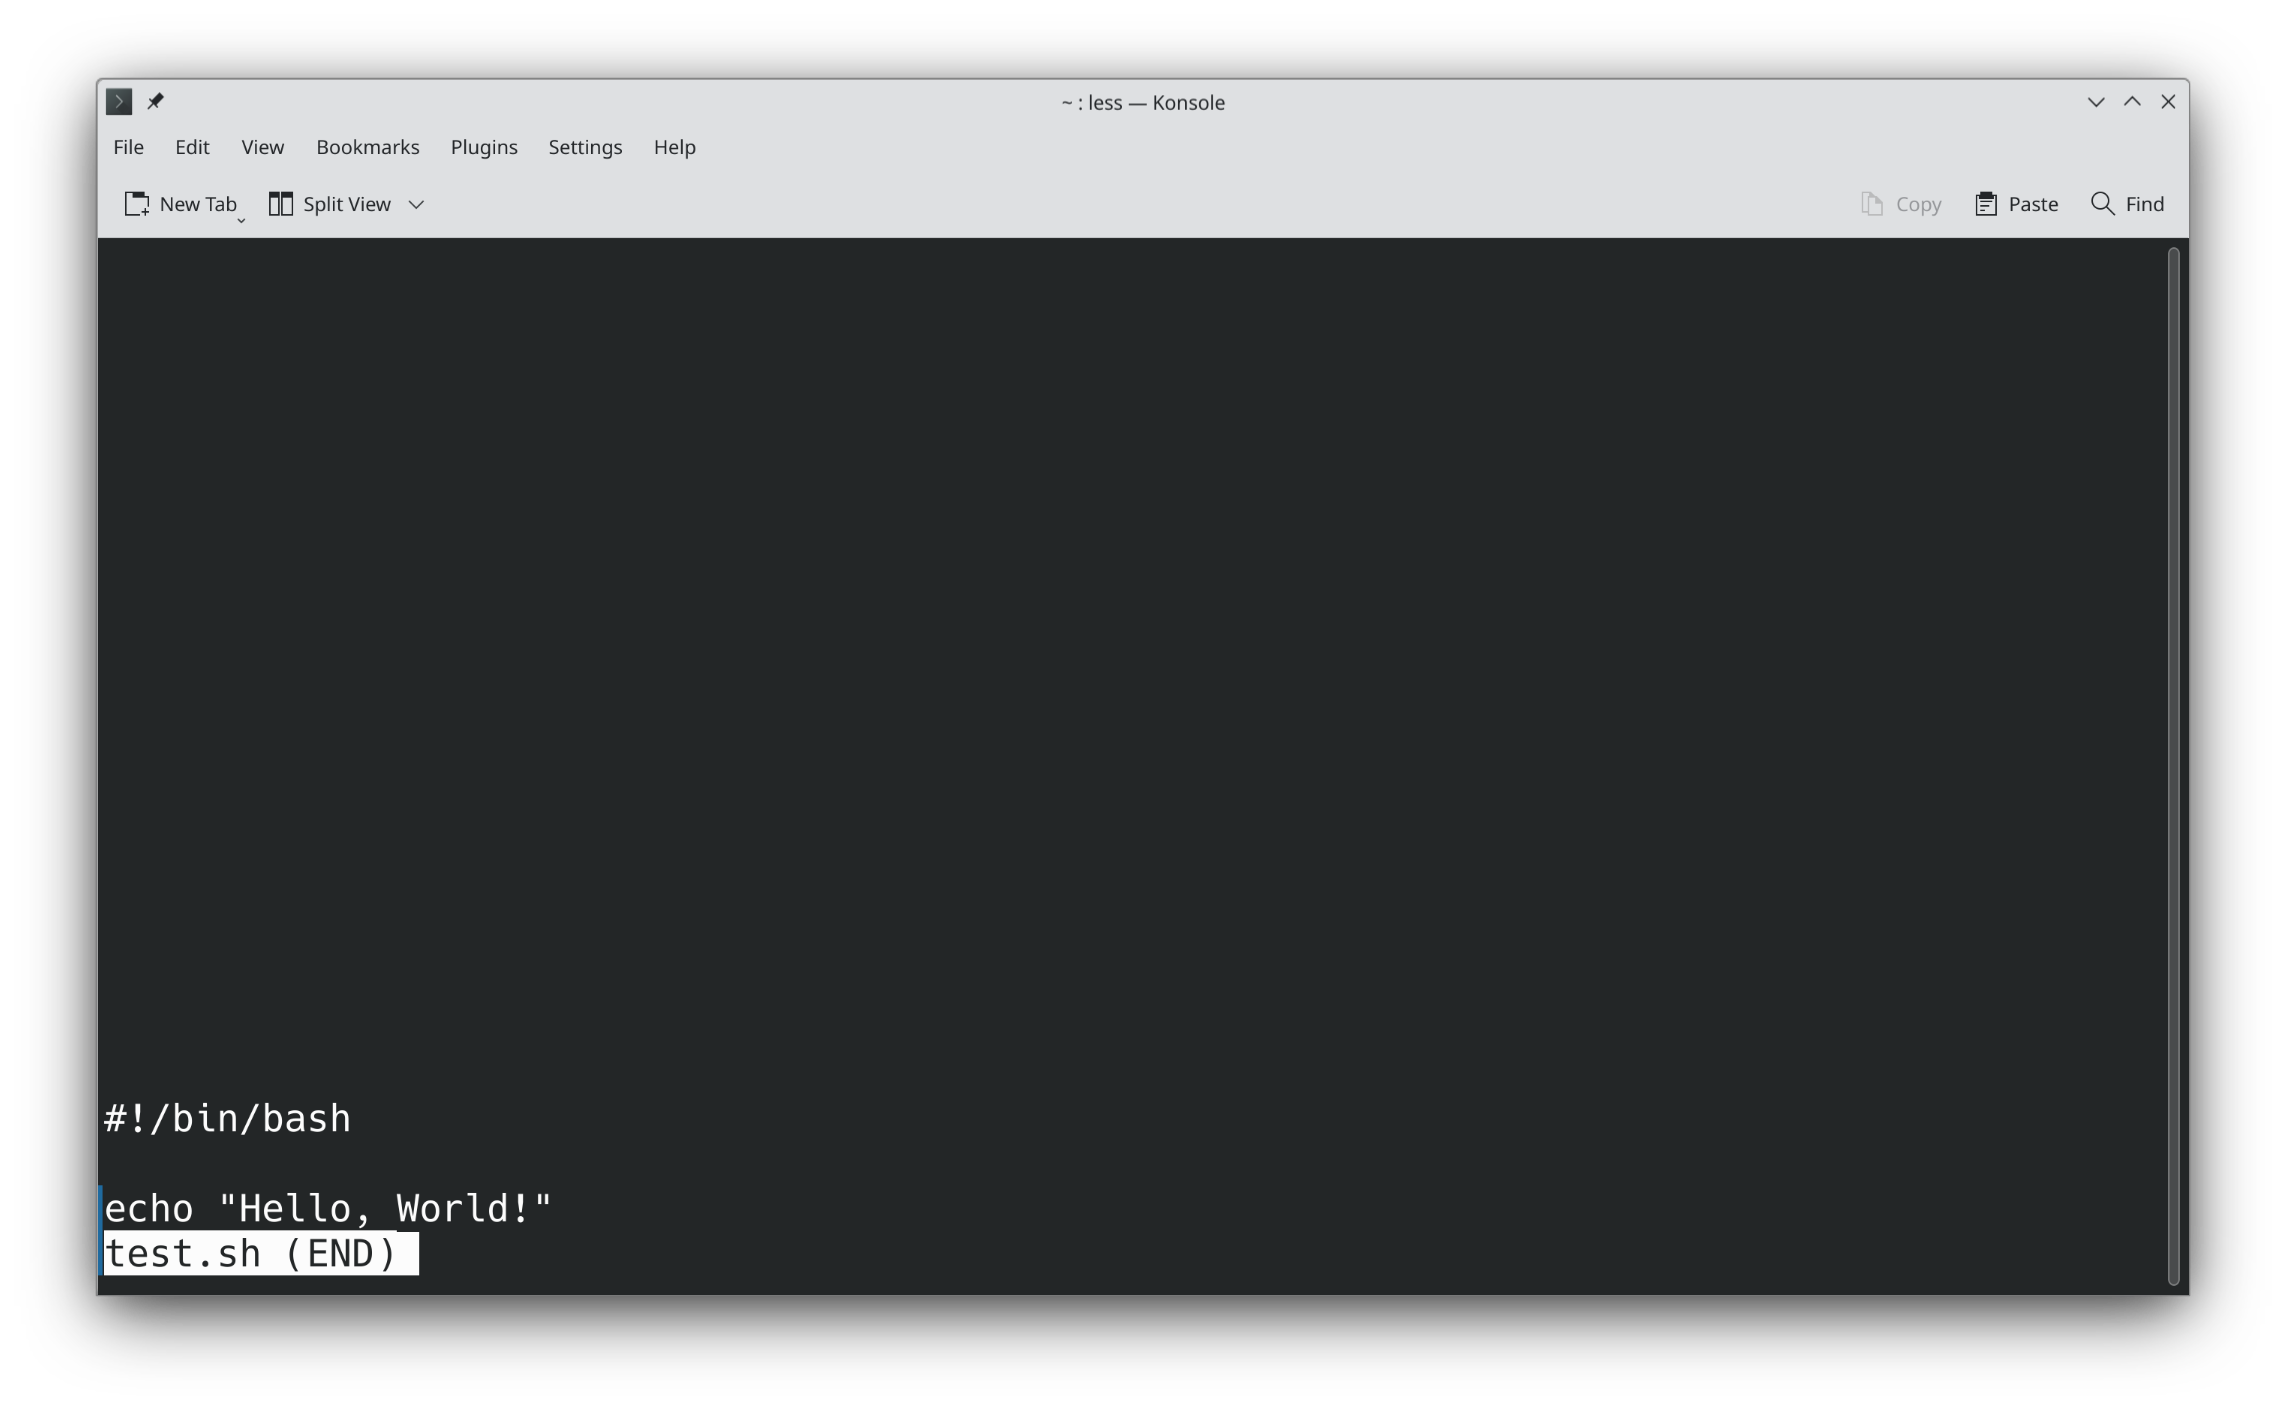 ~ : less — Konsole
File Edit View Bookmarks Plugins Settings Help
New Tab Split View Copy Paste Find
#!/bin/bash
echo "Hello, World!"
test.sh (END)